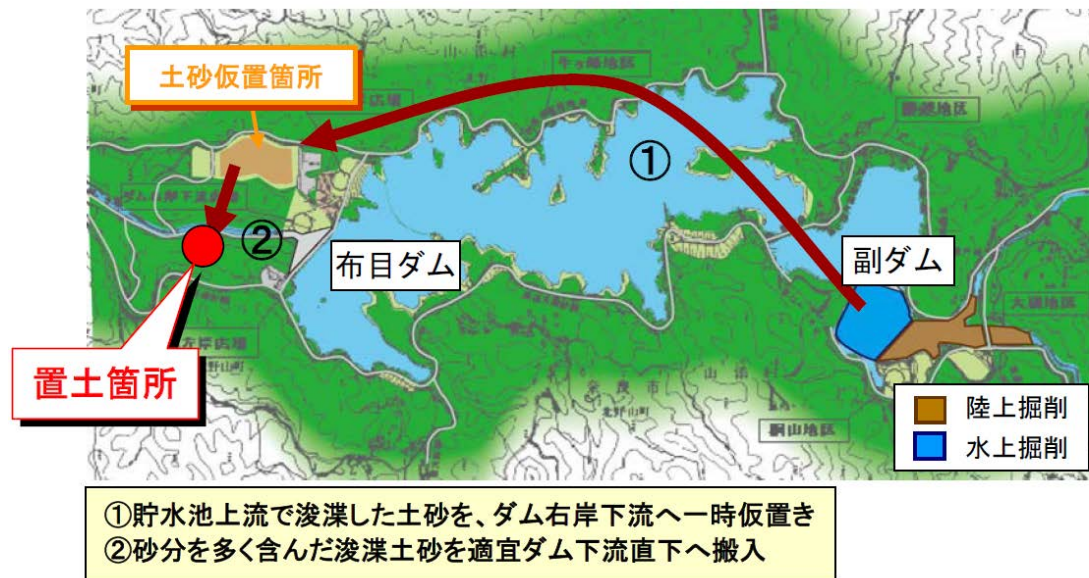 土砂仮置箇所
①
②
布目ダム
副ダム
置土箇所
陸上掘削
水上掘削
①貯水池上流で浚渫した土砂を、ダム右岸下流へ一時仮置き
②砂分を多く含んだ浚渫土砂を適宜ダム下流直下へ搬入